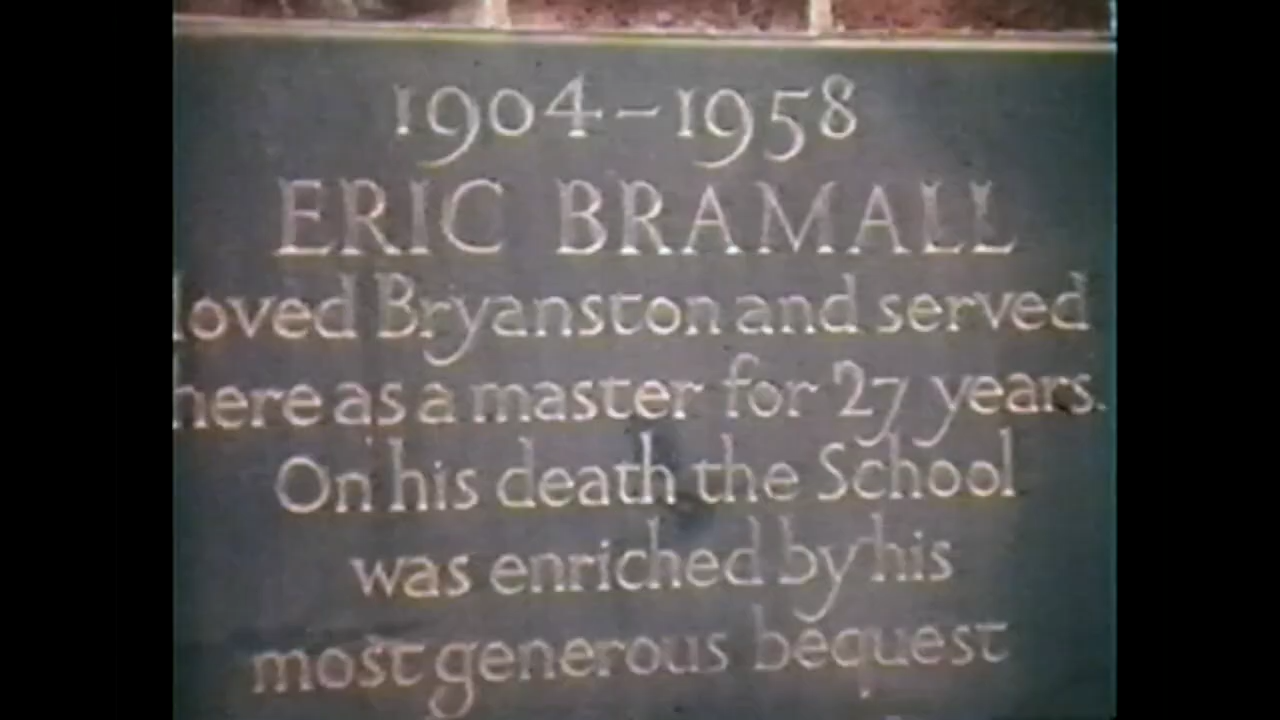 1904–1958
ERIC BRAMALL
loved Bryanston and served
here as a master for 27 years.
On his death the School
was enriched by his
most generous bequest